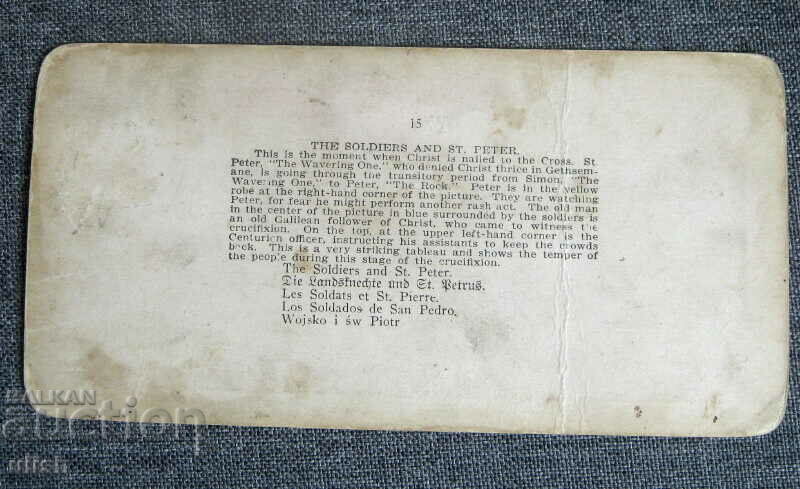 15
THE SOLDIERS AND ST. PETER.
This is the moment when Christ is nailed to the Cross. St.
Peter, "The Wavering One," who denied Christ thrice in Gethsem-
ane, is going through the transitory period from Simon, "The
Wavering One," to Peter, "The Rock." Peter is in the yellow
robe at the right-hand corner of the picture. They are watching
Peter, for fear he might perform another rash act. The old man
in the center of the picture in blue surrounded by the soldiers is
an old Galilean follower of Christ, who came to witness the
crucifixion. On the top, at the upper left-hand corner is the
Centurion officer, instructing his assistants to keep the crowds
back. This is a very striking tableau and shows the temper of
the people during this stage of the crucifixion.
The Soldiers and St. Peter.
Die Landsknechte und St. Petrus.
Les Soldats et St. Pierre.
Los Soldados de San Pedro.
Wojsko i św Piotr
BALKAN
auction